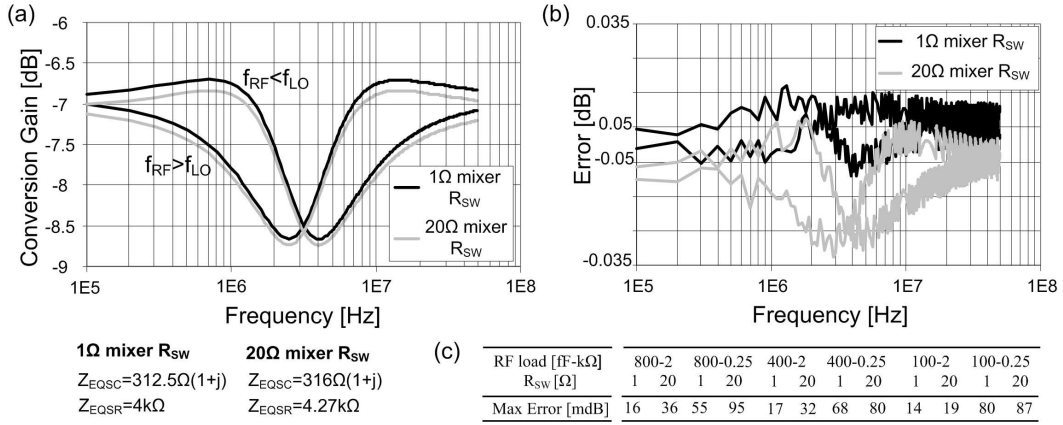 (a)
-6
-6.5
-7
-7.5
-8
-8.5
-9
Conversion Gain [dB]
f_RF<f_LO
f_RF>f_LO
1Ω mixer
R_SW
20Ω mixer
R_SW
1E5 1E6 1E7 1E8
Frequency [Hz]
1Ω mixer R_SW
Z_EQSC=312.5Ω(1+j)
Z_EQSR=4kΩ
20Ω mixer R_SW
Z_EQSC=316Ω(1+j)
Z_EQSR=4.27kΩ
(b)
0.035
0.05
-0.05
-0.035
Error [dB]
1Ω mixer R_SW
20Ω mixer R_SW
1E5 1E6 1E7 1E8
Frequency [Hz]
(c)
RF load [fF-kΩ] 800-2 800-0.25 400-2 400-0.25 100-2 100-0.25
R_SW [Ω] 1 20 1 20 1 20 1 20 1 20 1 20
Max Error [mdB] 16 36 55 95 17 32 68 80 14 19 80 87